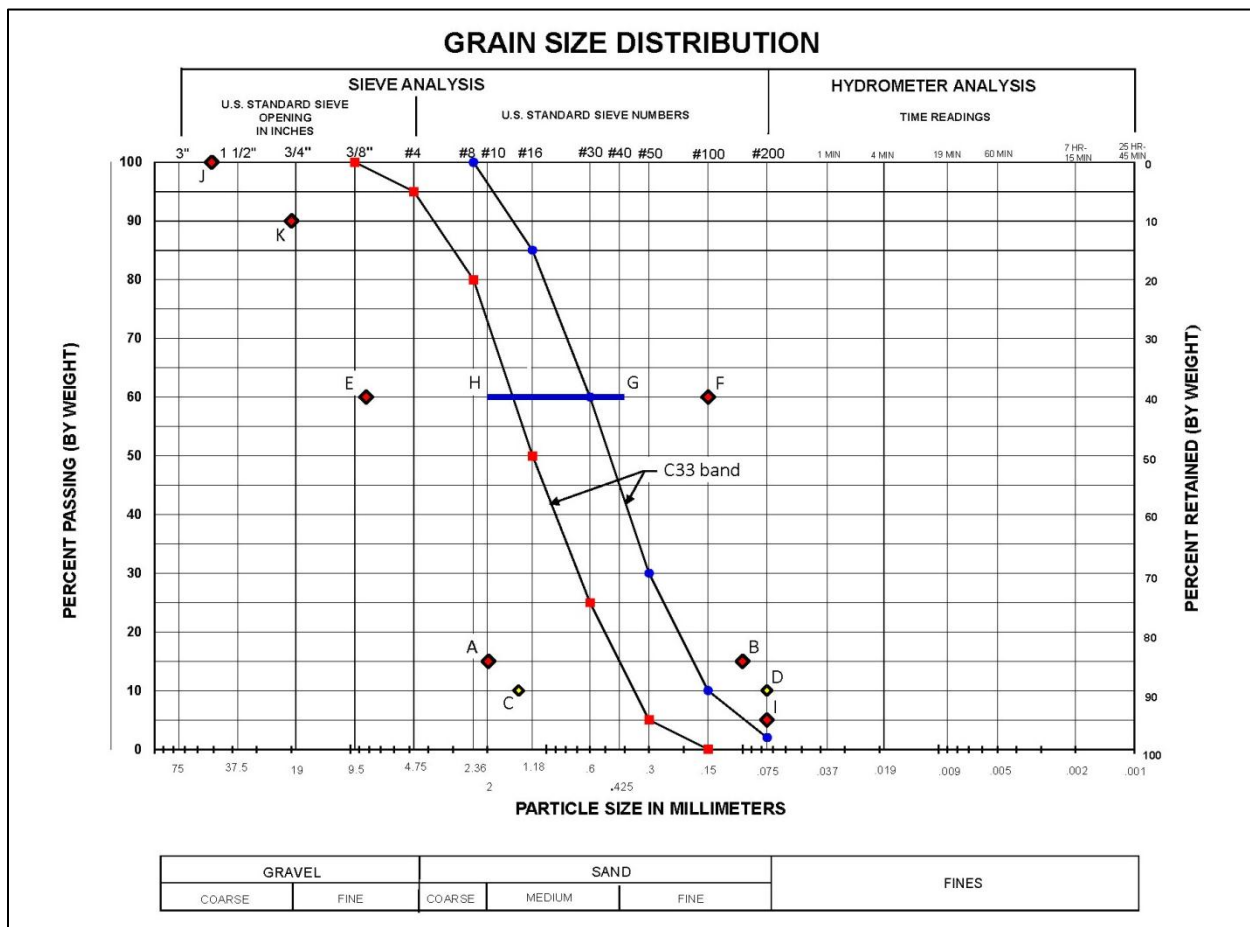 GRAIN SIZE DISTRIBUTION
SIEVE ANALYSIS
HYDROMETER ANALYSIS
U.S. STANDARD SIEVE
OPENING
IN INCHES
U.S. STANDARD SIEVE NUMBERS
TIME READINGS
3" 1 1/2" 3/4" 3/8" #4 #8 #10 #16 #30 #40 #50 #100 #200 1 MIN 4 MIN 19 MIN 60 MIN 7 HR- 25 HR-
15 MIN 45 MIN
100 0
J
90 10
K
80 20
70 30
E H G F
60 40
50 50
C33 band
40 60
30 70
20 80
A B
10 90
C D
I
0 100
75 37.5 19 9.5 4.75 2.36 1.18 .6 .3 .15 .075 .037 .019 .009 .005 .002 .001
2 .425
PERCENT PASSING (BY WEIGHT)
PERCENT RETAINED (BY WEIGHT)
PARTICLE SIZE IN MILLIMETERS
GRAVEL SAND FINES
COARSE FINE COARSE MEDIUM FINE